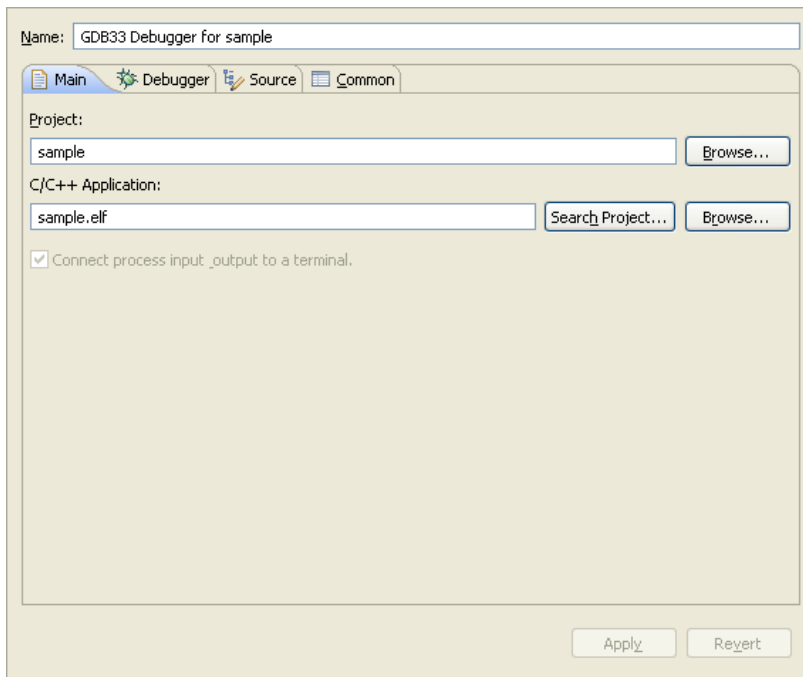 Name: GDB33 Debugger for sample
Main Debugger Source Common
Project:
sample Browse...
C/C++ Application:
sample.elf Search Project... Browse...
Connect process input _output to a terminal.
Apply Revert